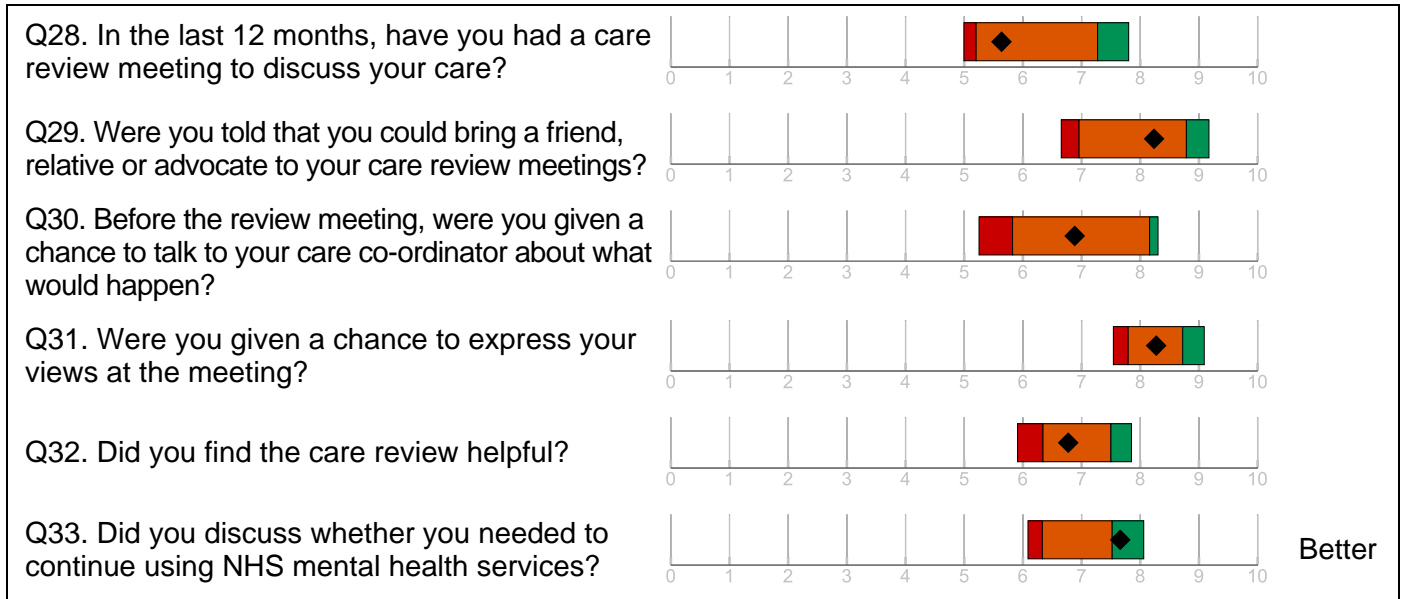 Q28. In the last 12 months, have you had a care
review meeting to discuss your care?
0 1 2 3 4 5 6 7 8 9 10
Q29. Were you told that you could bring a friend,
relative or advocate to your care review meetings?
0 1 2 3 4 5 6 7 8 9 10
Q30. Before the review meeting, were you given a
chance to talk to your care co-ordinator about what
would happen?
0 1 2 3 4 5 6 7 8 9 10
Q31. Were you given a chance to express your
views at the meeting?
0 1 2 3 4 5 6 7 8 9 10
Q32. Did you find the care review helpful?
0 1 2 3 4 5 6 7 8 9 10
Q33. Did you discuss whether you needed to
continue using NHS mental health services?
Better
0 1 2 3 4 5 6 7 8 9 10